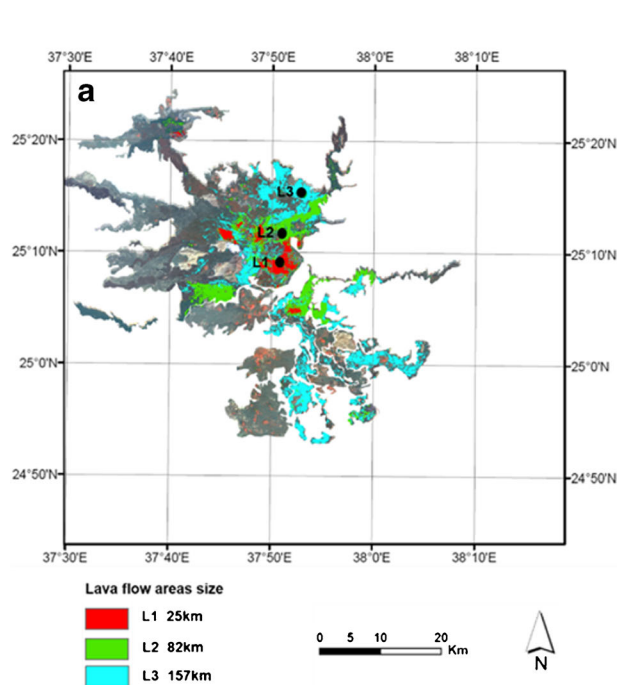 37°30'E 37°40'E 37°50'E 38°0'E 38°10'E
a
25°20'N 25°20'N
L3
L2
25°10'N 25°10'N
L1
25°0'N 25°0'N
24°50'N 24°50'N
37°30'E 37°40'E 37°50'E 38°0'E 38°10'E
Lava flow areas size
L1 25km
L2 82km
L3 157km
0 5 10 20
Km
N